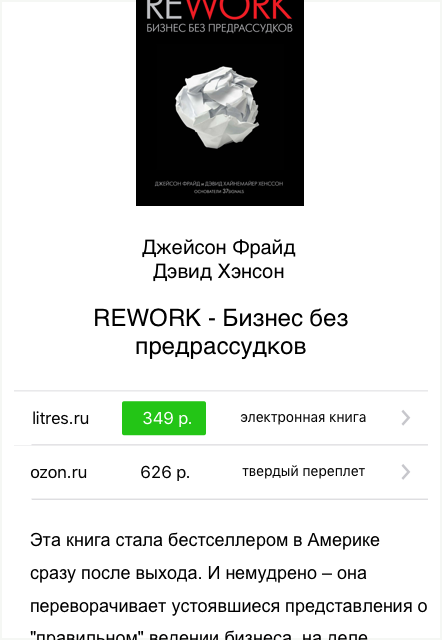 REWORK
БИЗНЕС БЕЗ ПРЕДРАССУДКОВ
ДЖЕЙСОН ФРАЙД и ДЭВИД ХАЙНЕМАЙЕР ХЕНССОН
ОСНОВАТЕЛИ 37SIGNALS
Джейсон Фрайд
Дэвид Хэнсон
REWORK - Бизнес без
предрассудков
litres.ru 349 р. электронная книга
ozon.ru 626 р. твердый переплет
Эта книга стала бестселлером в Америке
сразу после выхода. И немудрено – она
переворачивает устоявшиеся представления о
"правильном" ведении бизнеса, на деле